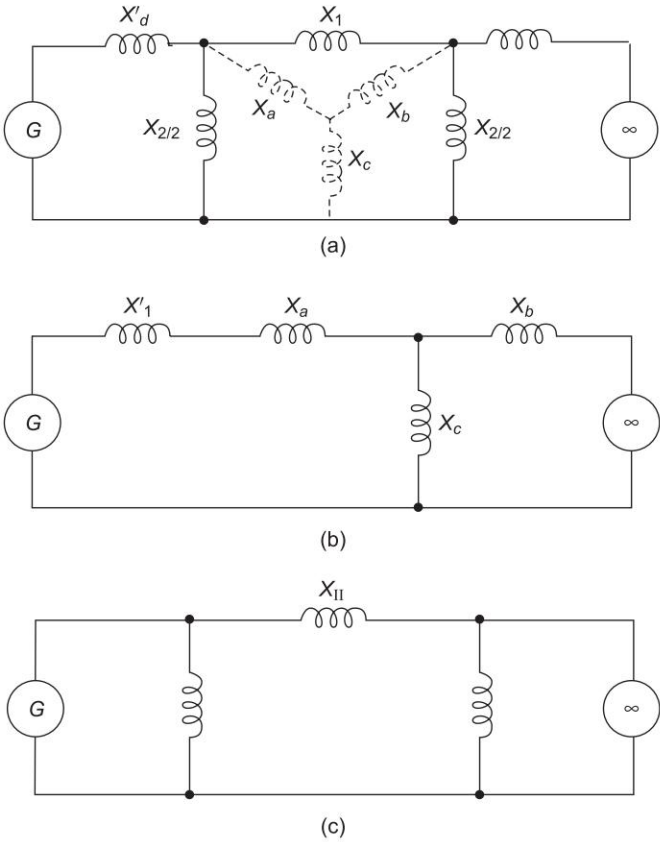 X'd X1
G Xa Xb ∞
X2/2 Xc X2/2
(a)
X'1 Xa Xb
G Xc ∞
(b)
XII
G ∞
(c)